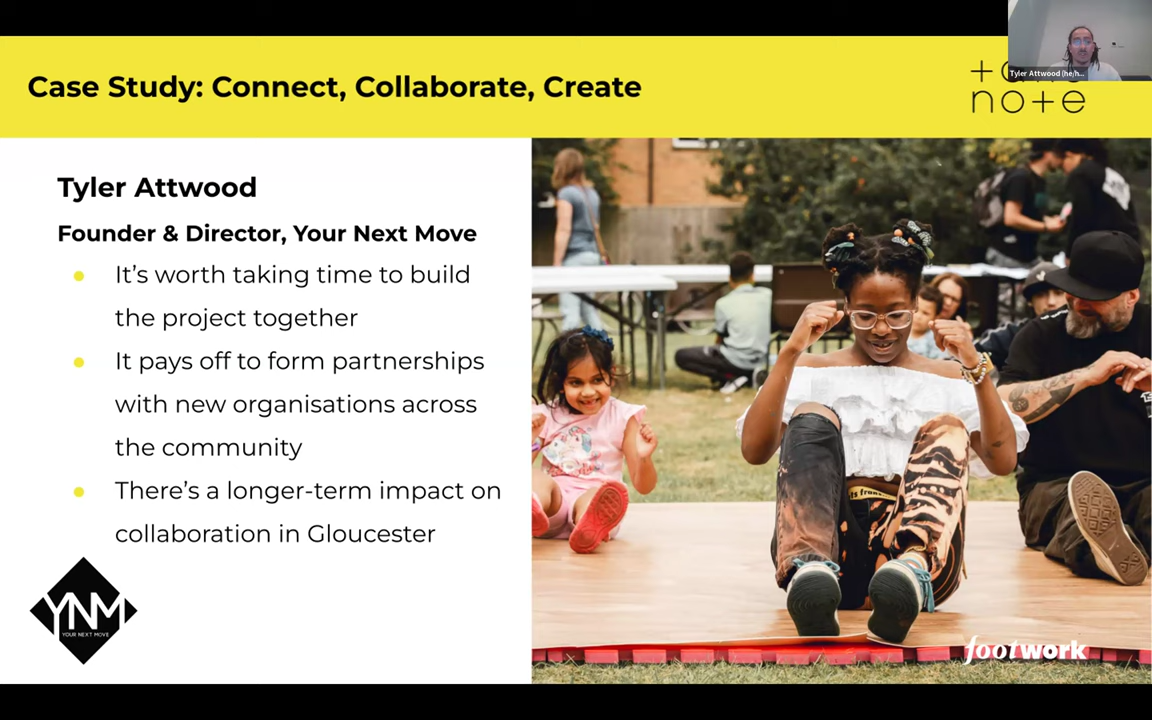 Case Study: Connect, Collaborate, Create
Tyler Attwood (he/h...
note
Tyler Attwood
Founder & Director, Your Next Move
It’s worth taking time to build
the project together
It pays off to form partnerships
with new organisations across
the community
There’s a longer-term impact on
collaboration in Gloucester
YNM
YOUR NEXT MOVE
footwork